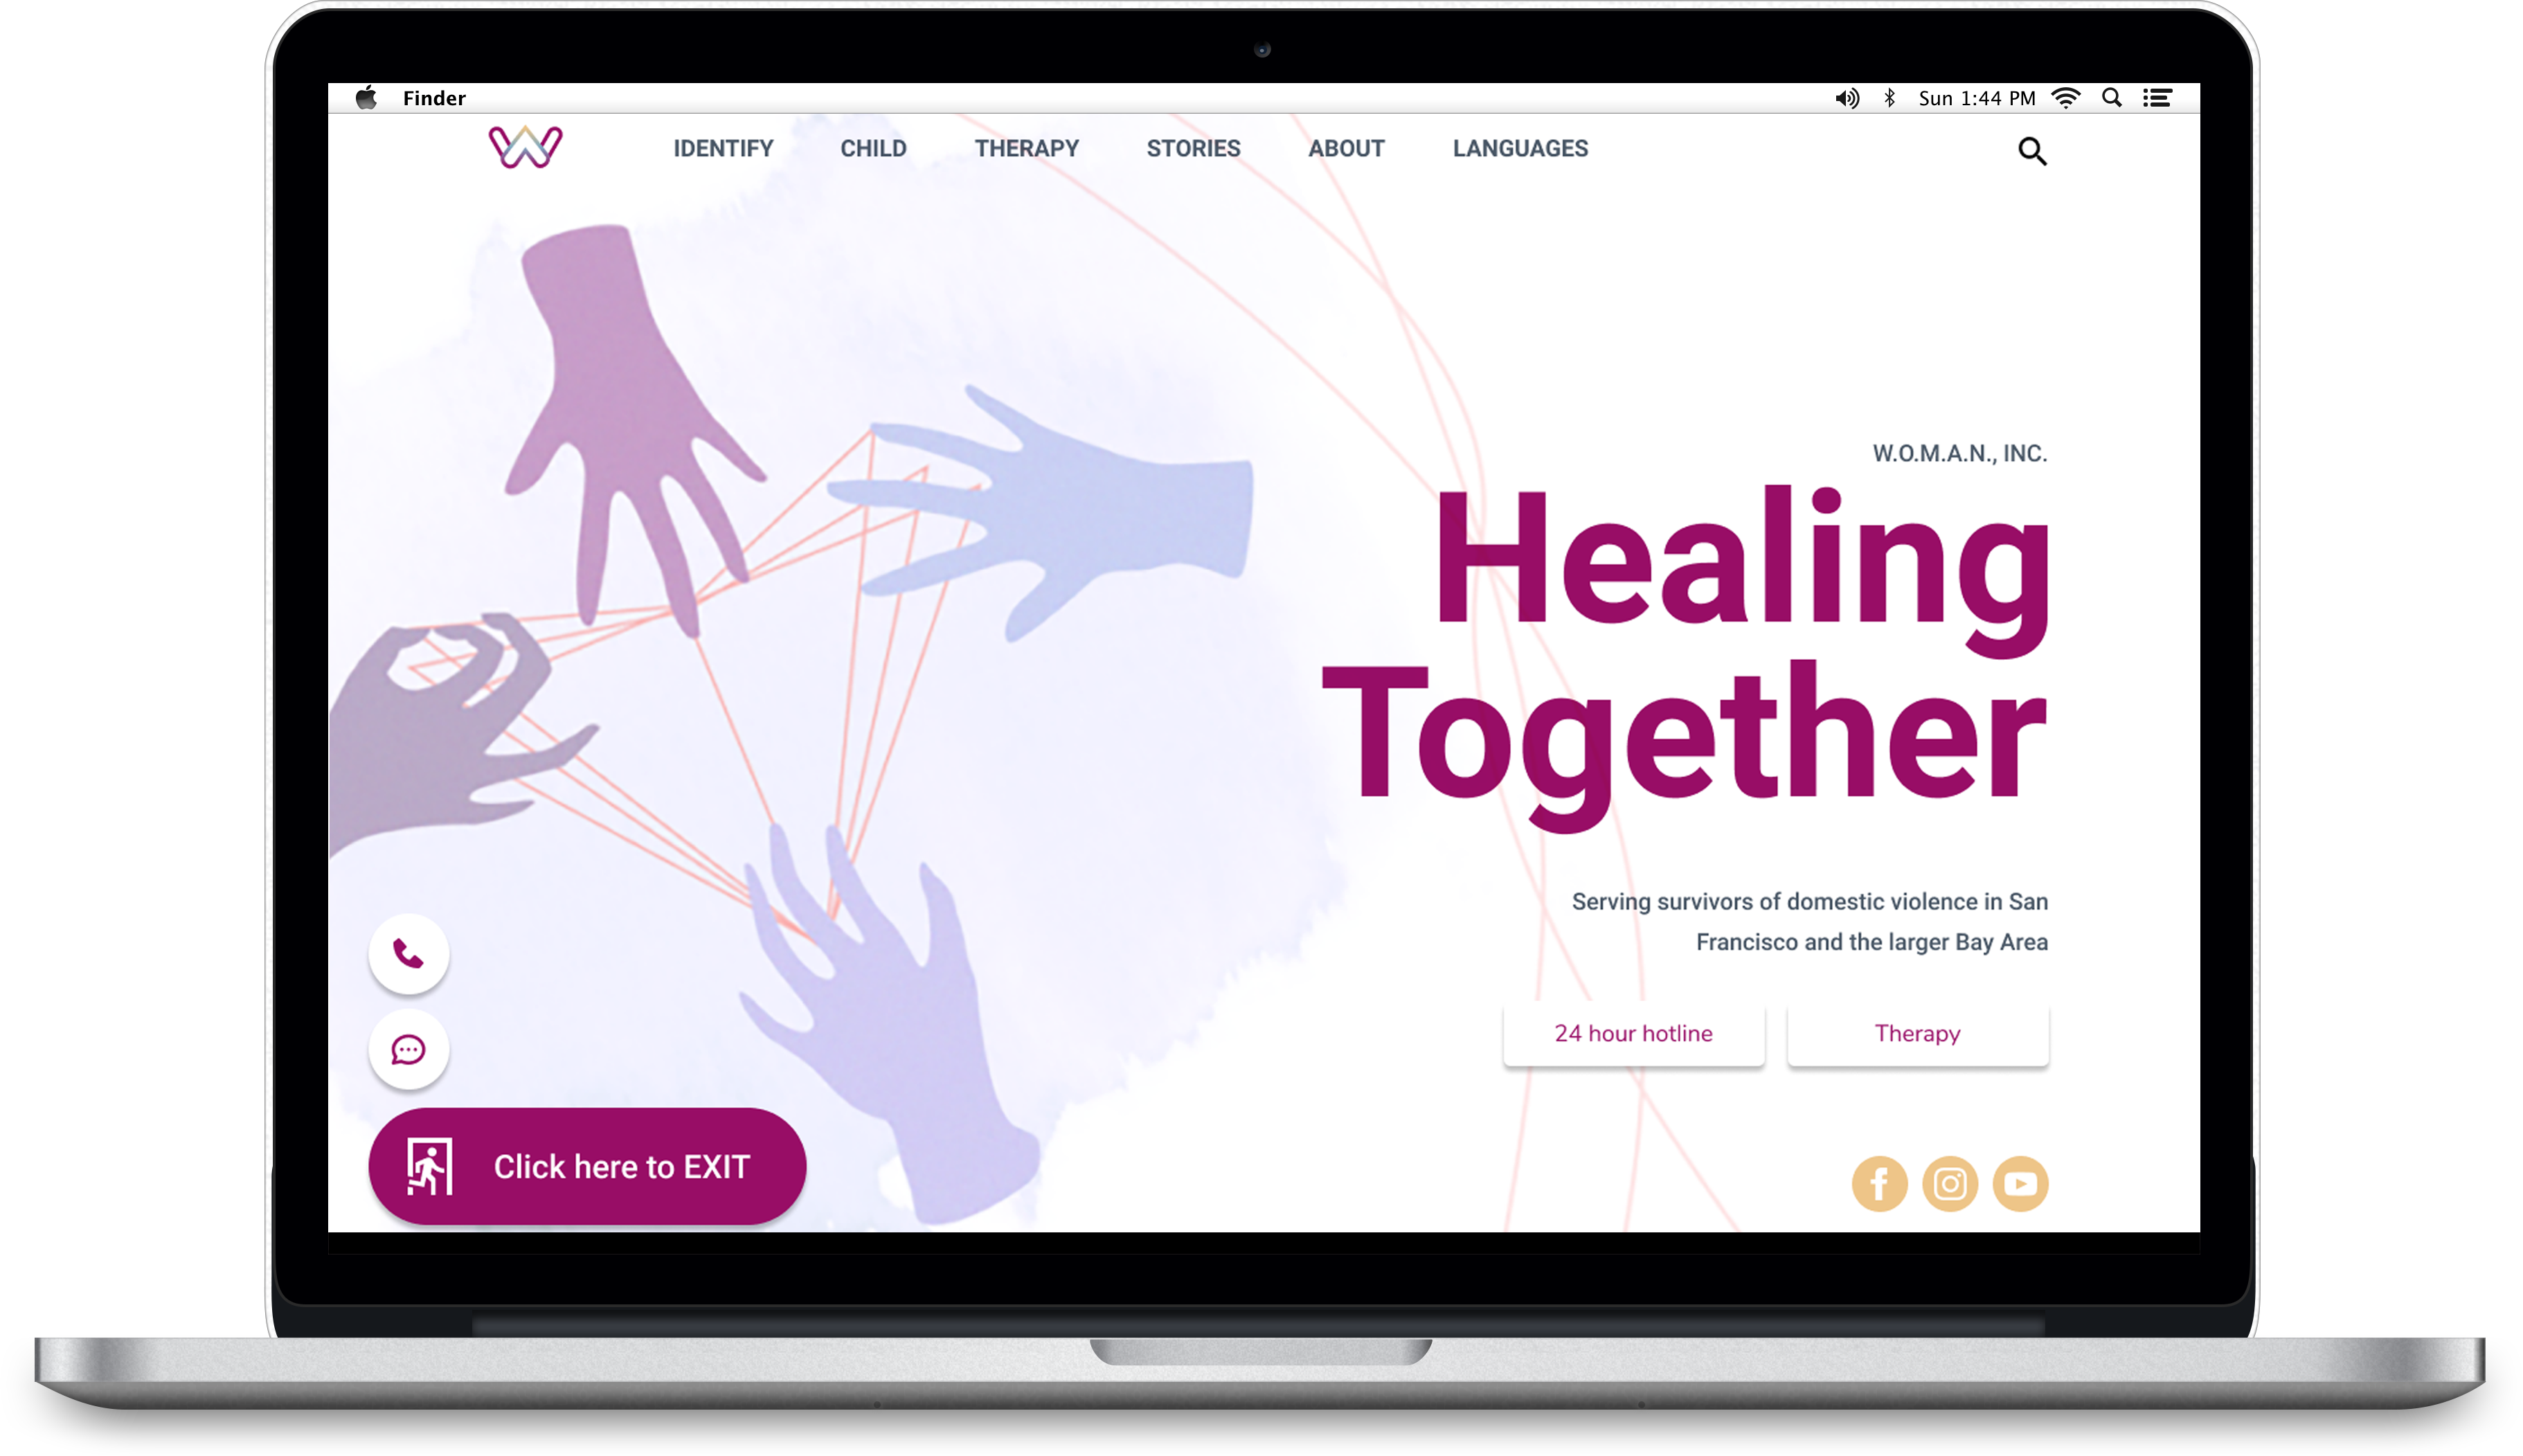 Finder
Sun 1:44 PM
IDENTIFY CHILD THERAPY STORIES ABOUT LANGUAGES
W.O.M.A.N., INC.
Healing
Together
Serving survivors of domestic violence in San
Francisco and the larger Bay Area
24 hour hotline
Therapy
Click here to EXIT